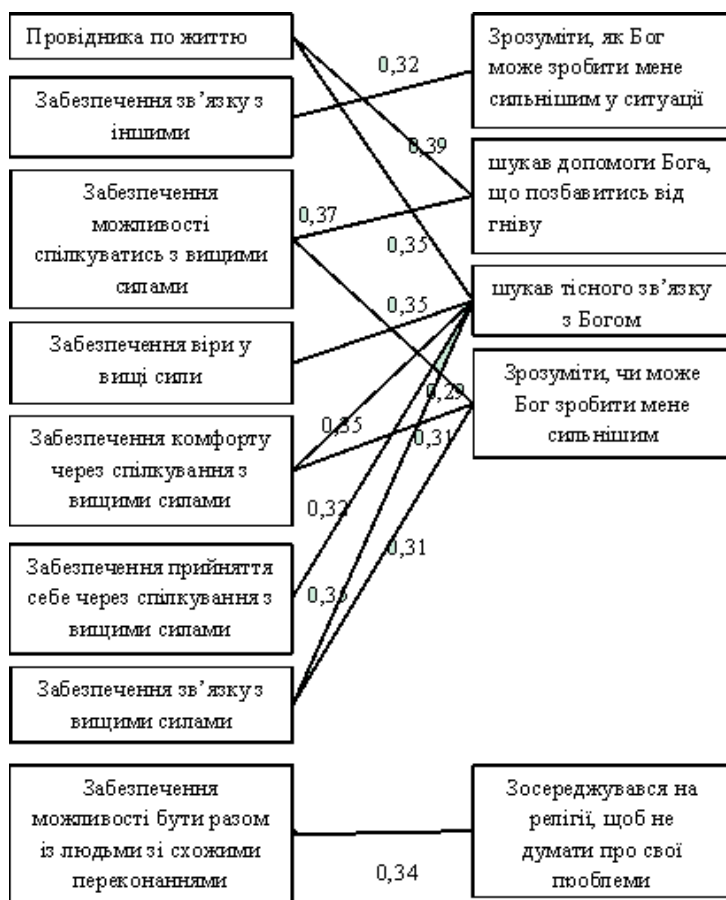 Провідника по життю
Забезпечення зв’язку з
іншими
Забезпечення
можливості
спілкуватись з вищими
силами
Забезпечення віри у
вищі сили
Забезпечення комфорту
через спілкування з
вищими силами
Забезпечення прийняття
себе через спілкування з
вищими силами
Забезпечення зв’язку з
вищими силами
Забезпечення
можливості бути разом
із людьми зі схожими
переконаннями
0,32
0,39
0,37
0,35
0,35
0,29
0,35
0,31
0,32
0,31
0,34
Зрозуміти, як Бог
може зробити мене
сильнішим у ситуації
шукав допомоги Бога,
що позбавитись від
гніву
шукав тісного зв’язку
з Богом
Зрозуміти, чи може
Бог зробити мене
сильнішим
Зосереджувався на
релігії, щоб не
думати про свої
проблеми